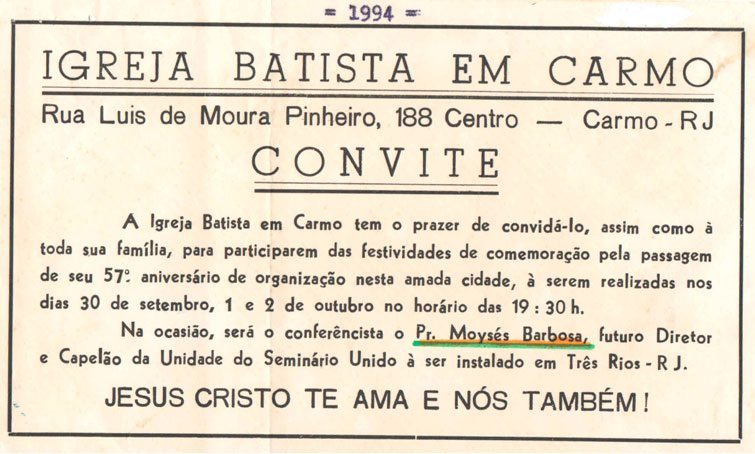 = 1994 =
IGREJA BATISTA EM CARMO
Rua Luis de Moura Pinheiro, 188 Centro — Carmo - RJ
CONVITE
A Igreja Batista em Carmo tem o prazer de convidá-lo, assim como à
toda sua família, para participarem das festividades de comemoração pela passagem
de seu 57º aniversário de organização nesta amada cidade, à serem realizadas nos
dias 30 de setembro, 1 e 2 de outubro no horário das 19 : 30 h.
Na ocasião, será o conferêncista o Pr. Moysés Barbosa, futuro Diretor
e Capelão da Unidade do Seminário Unido à ser instalado em Três Rios - R J.
JESUS CRISTO TE AMA E NÓS TAMBÉM !